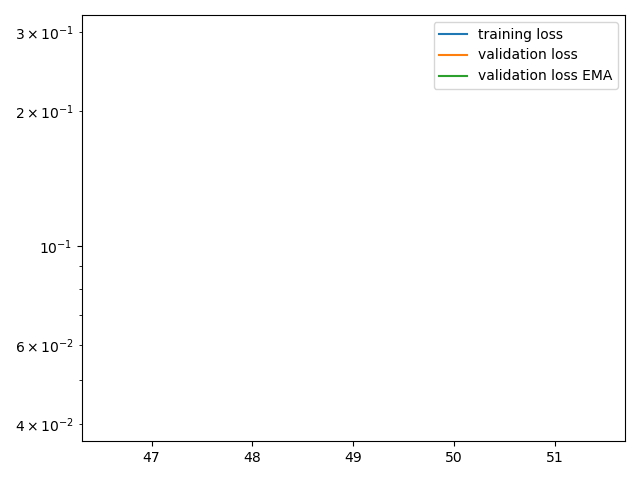 training loss
validation loss
validation loss EMA
3 × 10⁻¹
2 × 10⁻¹
10⁻¹
6 × 10⁻²
4 × 10⁻²
47 48 49 50 51